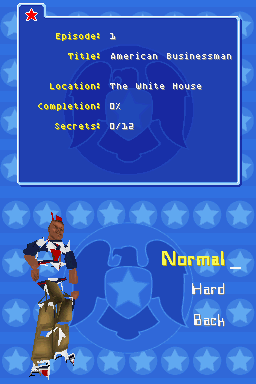 Episode: 1
Title: American Businessman
Location: The White House
Completion: 0%
Secrets: 0/12
Normal _
Hard
Back